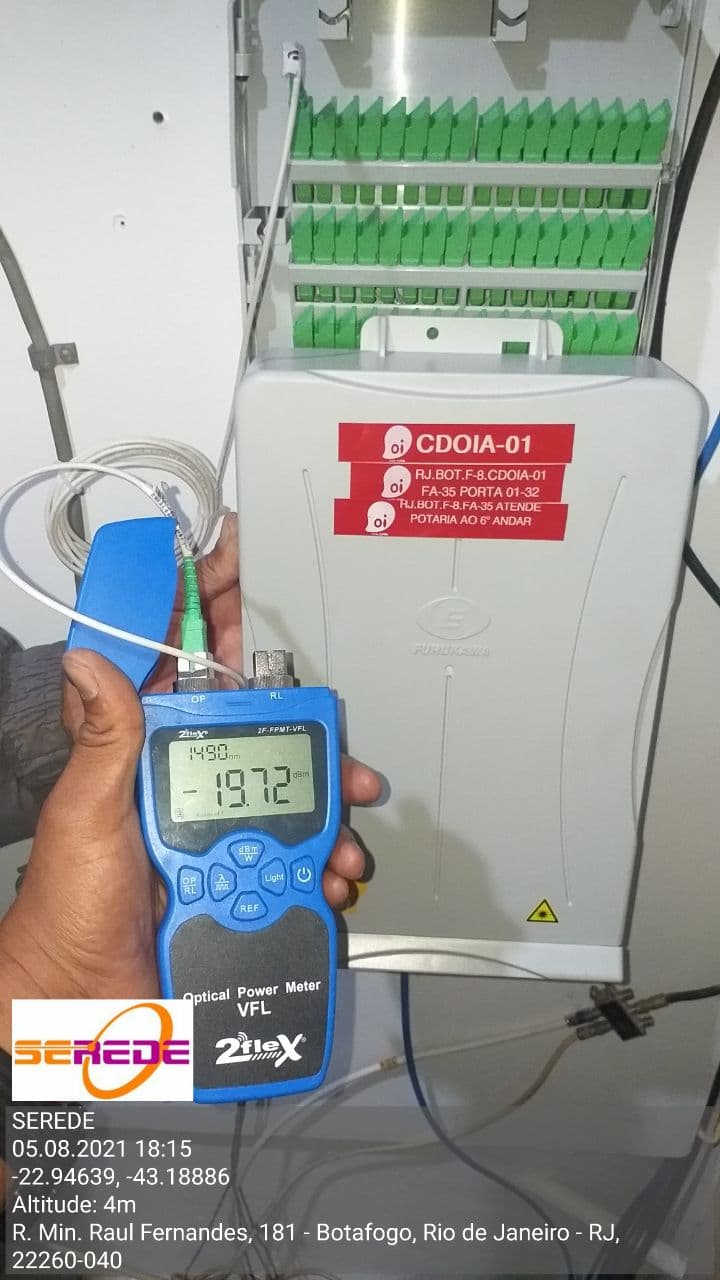 oi CDOIA-01
oi RJ.BOT.F-8.CDOIA-01
FA-35 PORTA 01-32
oi RJ.BOT.F-8.FA-35 ATENDE
POTARIA AO 6º ANDAR
FURUKAWA
OP RL
2flex 2F-FPMT-VFL
1490nm
-19.72 dBm
dBm
W
OP
RL
λ
Light
REF
Optical Power Meter
VFL
2flex
SEREDE
SEREDE
05.08.2021 18:15
-22.94639, -43.18886
Altitude: 4m
R. Min. Raul Fernandes, 181 - Botafogo, Rio de Janeiro - RJ,
22260-040